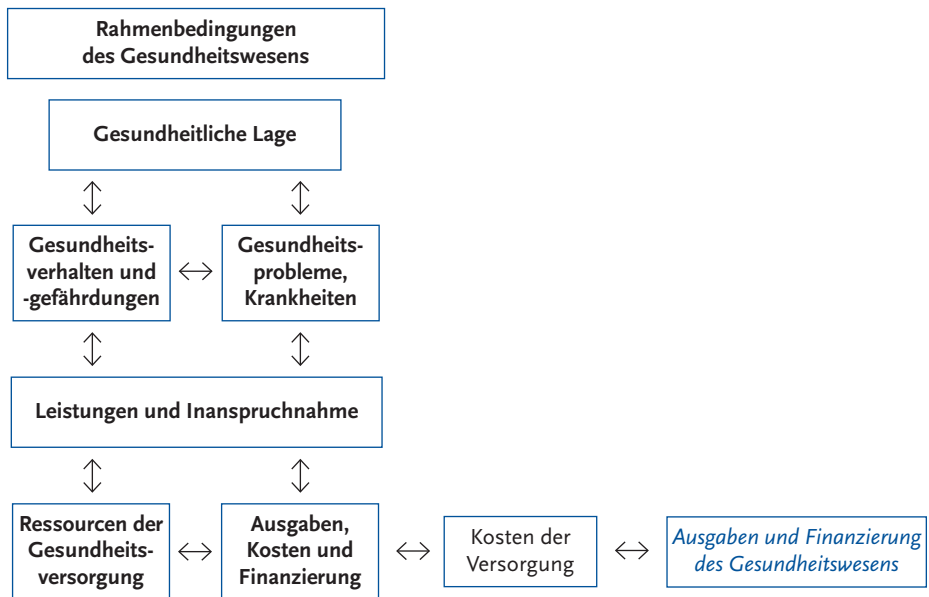 Rahmenbedingungen
des Gesundheitswesens
Gesundheitliche Lage
Gesundheits-
verhalten und
-gefährdungen
Gesundheits-
probleme,
Krankheiten
Leistungen und Inanspruchnahme
Ressourcen der
Gesundheits-
versorgung
Ausgaben,
Kosten und
Finanzierung
Kosten der
Versorgung
Ausgaben und Finanzierung
des Gesundheitswesens